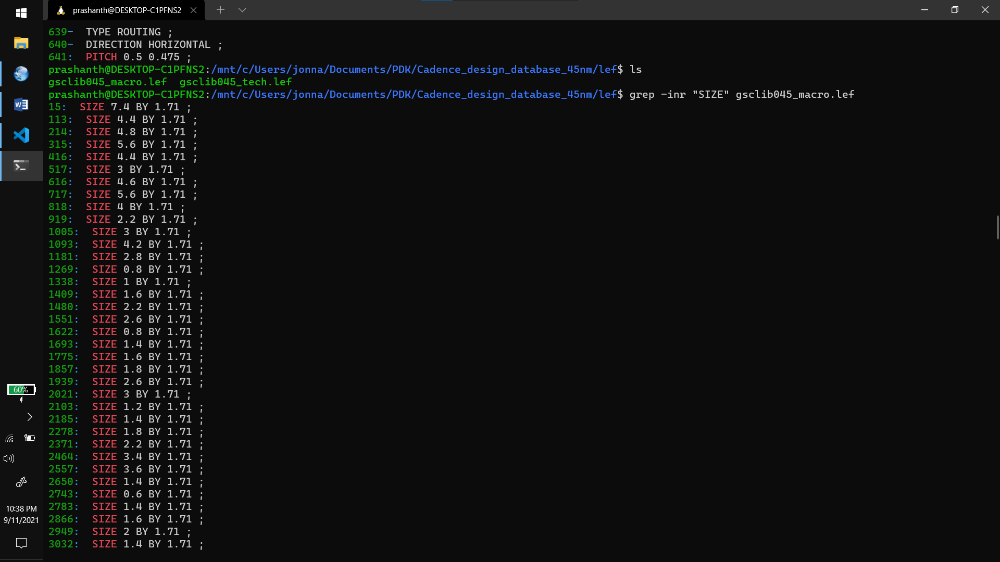 prashanth@DESKTOP-C1PFNS2
639-  TYPE ROUTING ;
640-  DIRECTION HORIZONTAL ;
641:  PITCH 0.5 0.475 ;
prashanth@DESKTOP-C1PFNS2:/mnt/c/Users/jonna/Documents/PDK/Cadence_design_database_45nm/lef$ ls
gsclib045_macro.lef  gsclib045_tech.lef
prashanth@DESKTOP-C1PFNS2:/mnt/c/Users/jonna/Documents/PDK/Cadence_design_database_45nm/lef$ grep -inr "SIZE" gsclib045_macro.lef
15:  SIZE 7.4 BY 1.71 ;
113:  SIZE 4.4 BY 1.71 ;
214:  SIZE 4.8 BY 1.71 ;
315:  SIZE 5.6 BY 1.71 ;
416:  SIZE 4.4 BY 1.71 ;
517:  SIZE 3 BY 1.71 ;
616:  SIZE 4.6 BY 1.71 ;
717:  SIZE 5.6 BY 1.71 ;
818:  SIZE 4 BY 1.71 ;
919:  SIZE 2.2 BY 1.71 ;
1005:  SIZE 3 BY 1.71 ;
1093:  SIZE 4.2 BY 1.71 ;
1181:  SIZE 2.8 BY 1.71 ;
1269:  SIZE 0.8 BY 1.71 ;
1338:  SIZE 1 BY 1.71 ;
1409:  SIZE 1.6 BY 1.71 ;
1480:  SIZE 2.2 BY 1.71 ;
1551:  SIZE 2.6 BY 1.71 ;
1622:  SIZE 0.8 BY 1.71 ;
1693:  SIZE 1.4 BY 1.71 ;
1775:  SIZE 1.6 BY 1.71 ;
1857:  SIZE 1.8 BY 1.71 ;
1939:  SIZE 2.6 BY 1.71 ;
2021:  SIZE 3 BY 1.71 ;
2103:  SIZE 1.2 BY 1.71 ;
2185:  SIZE 1.4 BY 1.71 ;
2278:  SIZE 1.8 BY 1.71 ;
2371:  SIZE 2.2 BY 1.71 ;
2464:  SIZE 3.4 BY 1.71 ;
2557:  SIZE 3.6 BY 1.71 ;
2650:  SIZE 1.4 BY 1.71 ;
2743:  SIZE 0.6 BY 1.71 ;
2783:  SIZE 1.4 BY 1.71 ;
2866:  SIZE 1.6 BY 1.71 ;
2949:  SIZE 2 BY 1.71 ;
3032:  SIZE 1.4 BY 1.71 ;
60%
10:38 PM
9/11/2021